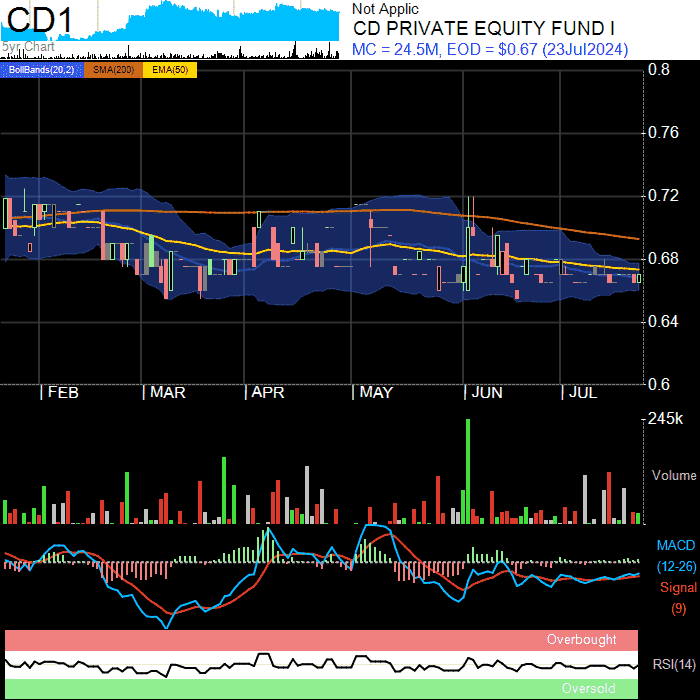 CD1
5yr Chart
Not Applic
CD PRIVATE EQUITY FUND I
MC = 24.5M, EOD = $0.67 (23Jul2024)
BollBands(20,2) SMA(200) EMA(50)
0.8
0.76
0.72
0.68
0.64
0.6
FEB MAR APR MAY JUN JUL
245k
Volume
MACD
(12-26)
Signal
(9)
Overbought
RSI(14)
Oversold